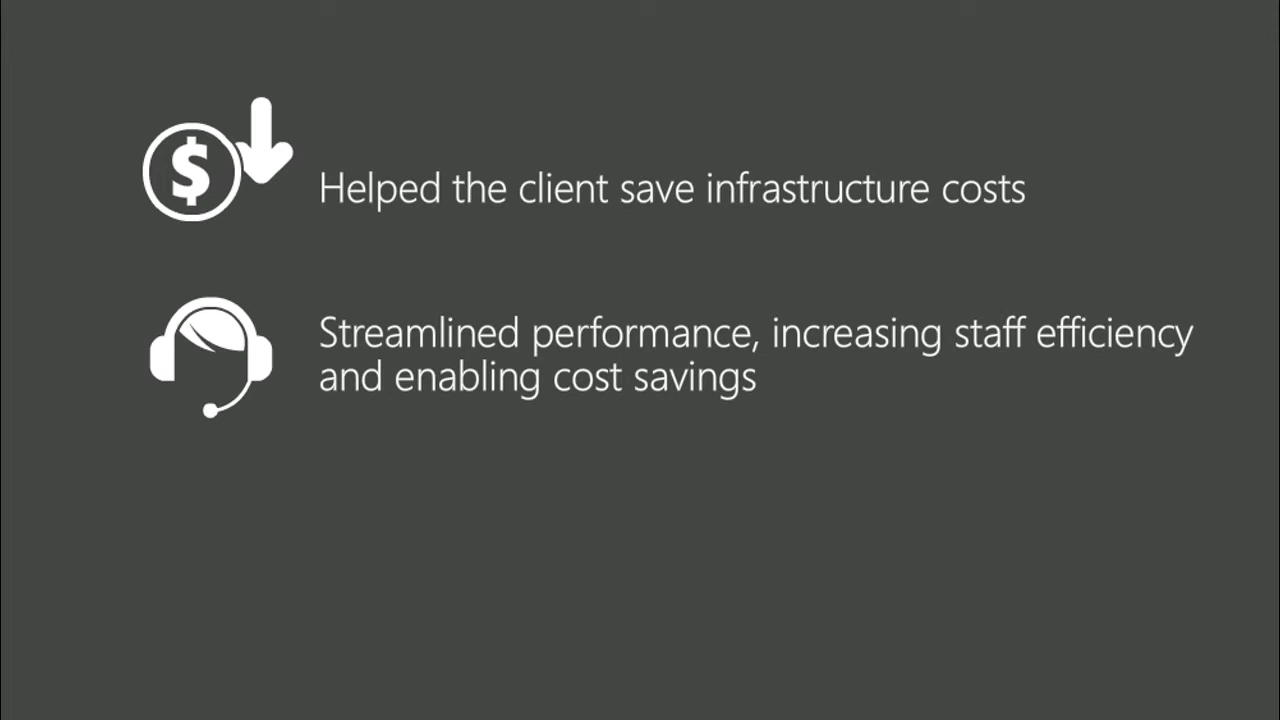 $
Helped the client save infrastructure costs
Streamlined performance, increasing staff efficiency
and enabling cost savings